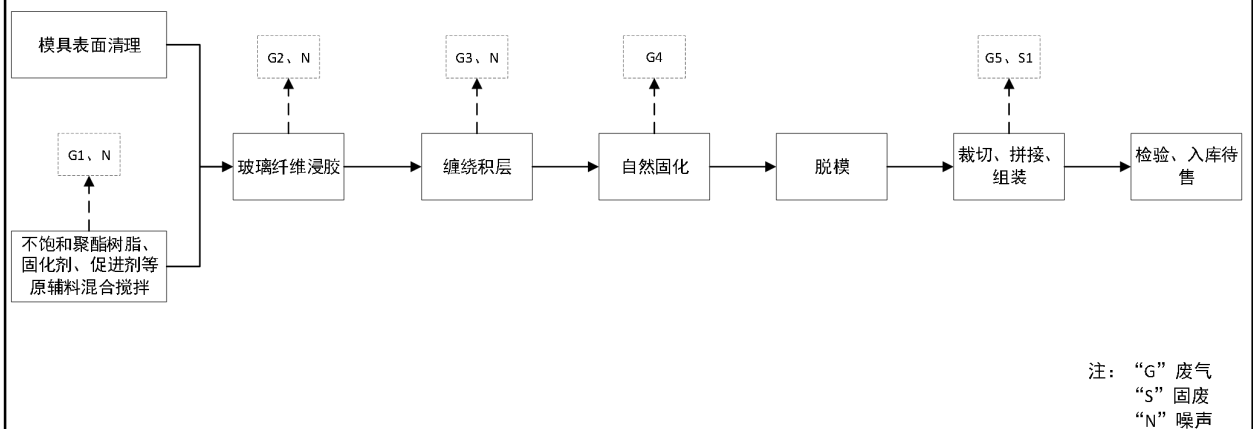 模具表面清理
G1、N
不饱和聚酯树脂、
固化剂、促进剂等
原辅料混合搅拌
G2、N
玻璃纤维浸胶
G3、N
缠绕积层
G4
自然固化
脱模
G5、S1
裁切、拼接、
组装
检验、入库待
售
注：“G”废气
“S”固废
“N”噪声